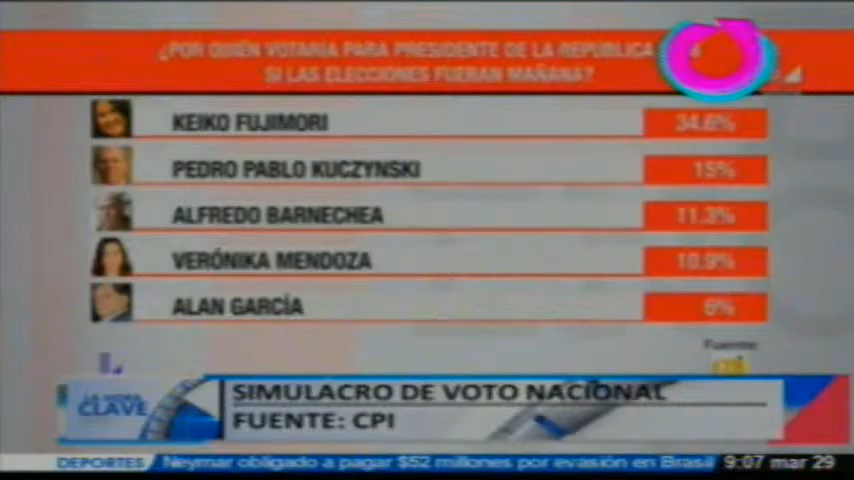 ¿POR QUIÉN VOTARÍA PARA PRESIDENTE DE LA REPÚBLICA
SI LAS ELECCIONES FUERAN MAÑANA?
KEIKO FUJIMORI 34.6%
PEDRO PABLO KUCZYNSKI 15%
ALFREDO BARNECHEA 11.3%
VERÓNIKA MENDOZA 10.9%
ALAN GARCÍA 6%
Fuente:
LA HORA
CLAVE
SIMULACRO DE VOTO NACIONAL
FUENTE: CPI
DEPORTES Neymar obligado a pagar $52 millones por evasión en Brasil 9:07 mar 29